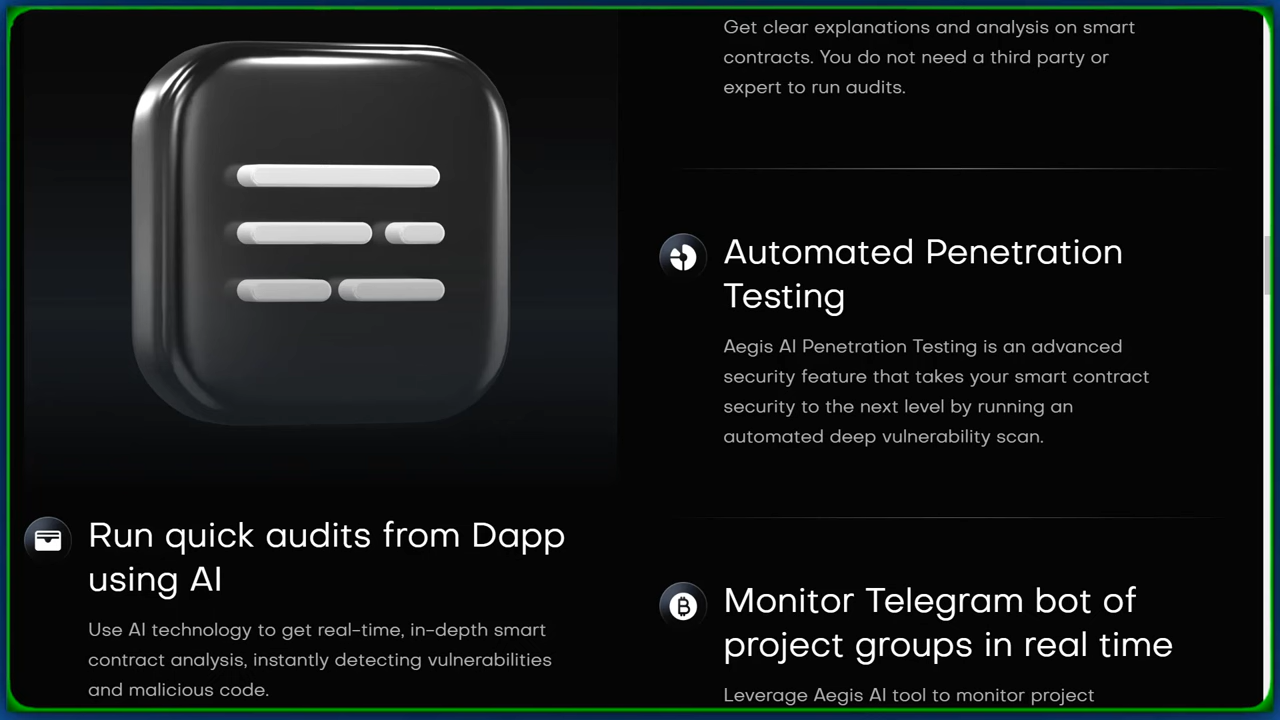 Get clear explanations and analysis on smart
contracts. You do not need a third party or
expert to run audits.
Automated Penetration
Testing
Aegis AI Penetration Testing is an advanced
security feature that takes your smart contract
security to the next level by running an
automated deep vulnerability scan.
Run quick audits from Dapp
using AI
Use AI technology to get real-time, in-depth smart
contract analysis, instantly detecting vulnerabilities
and malicious code.
Monitor Telegram bot of
project groups in real time
Leverage Aegis AI tool to monitor project